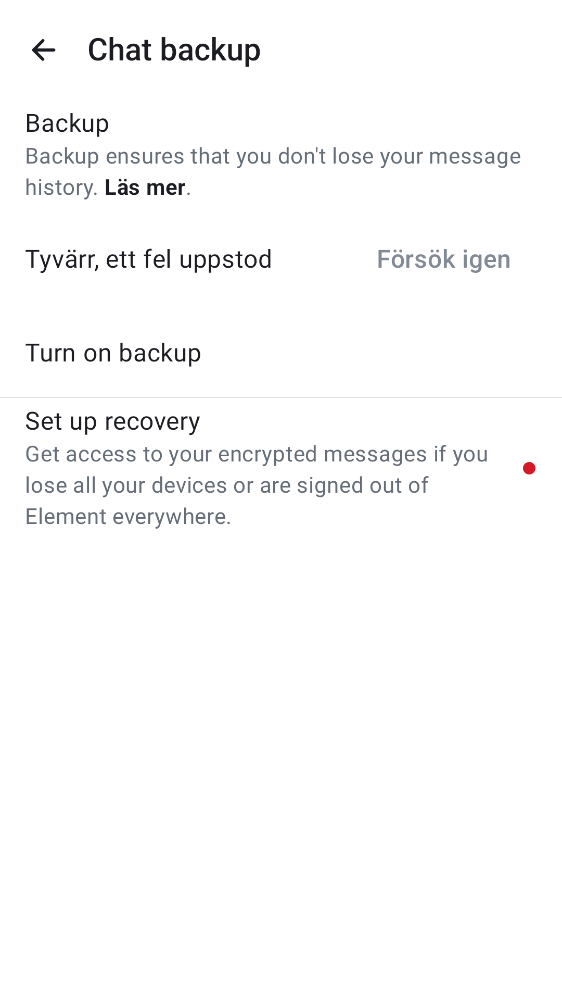 Chat backup
Backup
Backup ensures that you don't lose your message
history. Läs mer.
Tyvärr, ett fel uppstod
Försök igen
Turn on backup
Set up recovery
Get access to your encrypted messages if you
lose all your devices or are signed out of
Element everywhere.